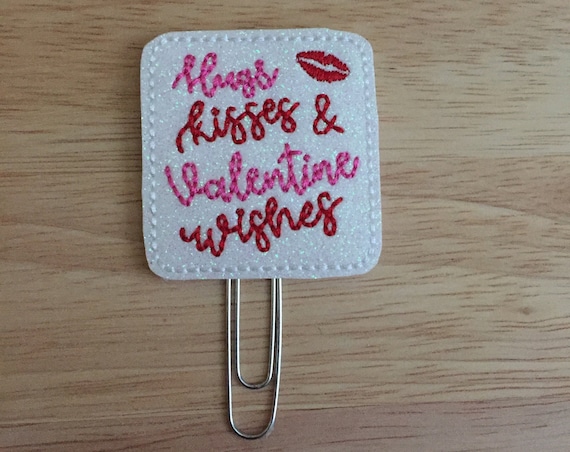 Hugs
kisses &
Valentine
wishes